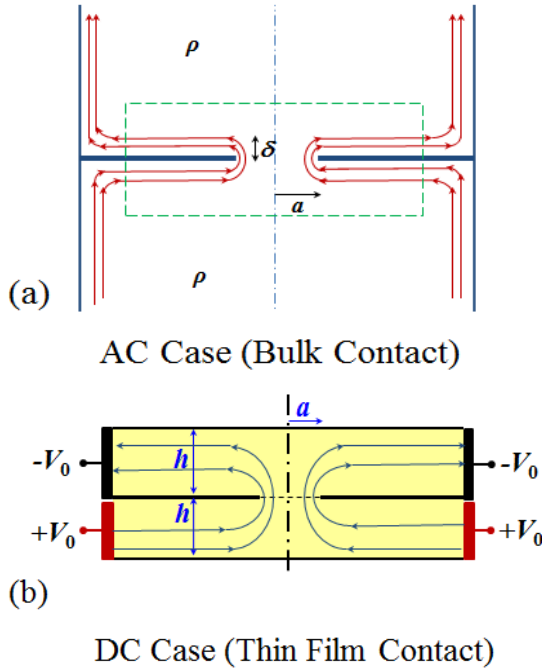 ρ
δ
a
ρ
(a)
AC Case (Bulk Contact)
a
-V₀ h -V₀
+V₀ h +V₀
(b)
DC Case (Thin Film Contact)